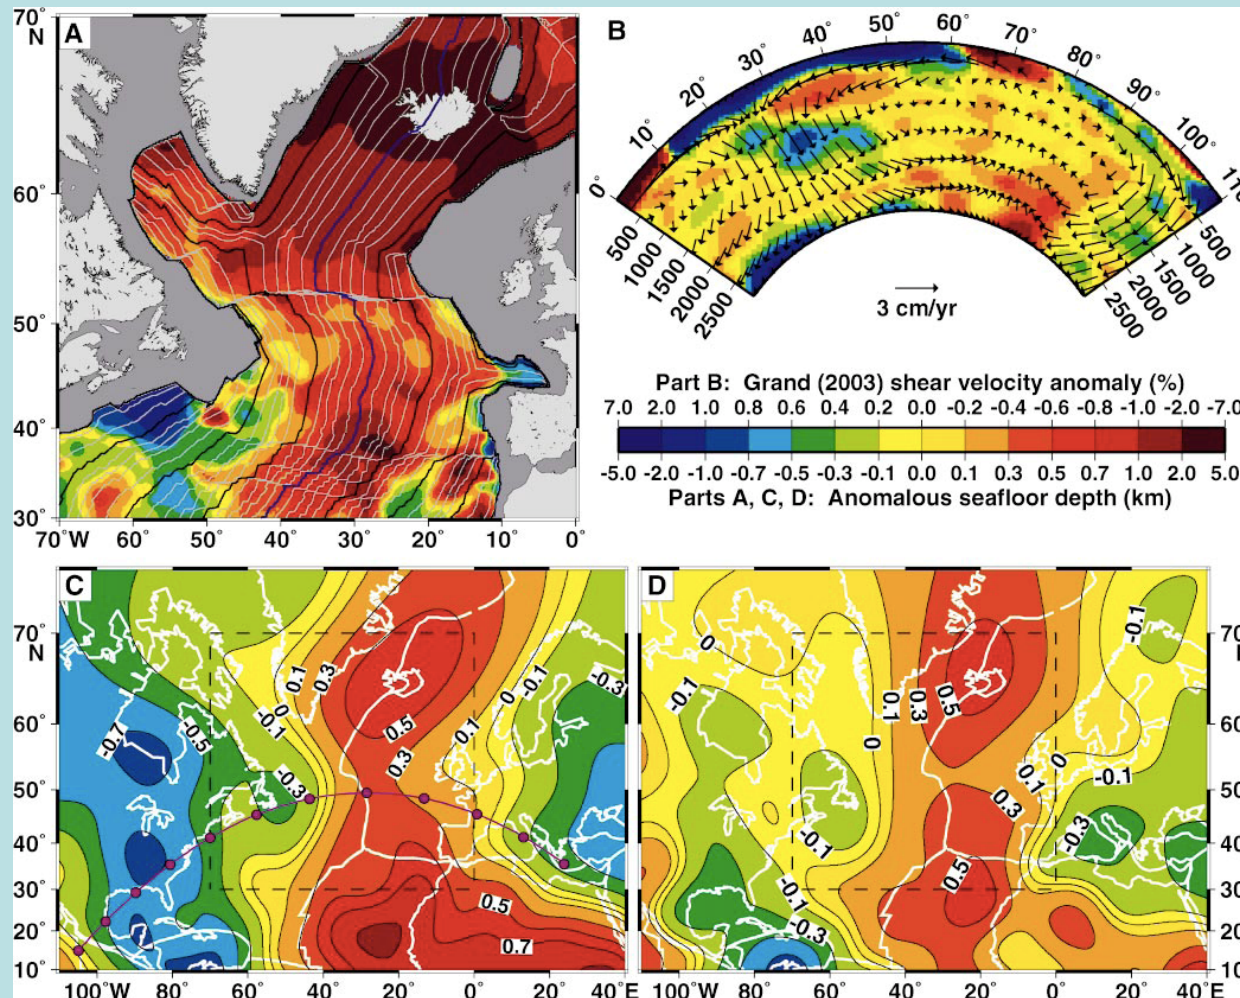 70°
N
A
60°
50°
40°
30°
70°W 60° 50° 40° 30° 20° 10° 0°
B
0° 10° 20° 30° 40° 50° 60° 70° 80° 90° 100° 110
500 1000 1500 2000 2500
500 1000 1500 2000 2500
3 cm/yr
Part B: Grand (2003) shear velocity anomaly (%)
7.0 2.0 1.0 0.8 0.6 0.4 0.2 0.0 -0.2 -0.4 -0.6 -0.8 -1.0 -2.0 -7.0
-5.0 -2.0 -1.0 -0.7 -0.5 -0.3 -0.1 0.0 0.1 0.3 0.5 0.7 1.0 2.0 5.0
Parts A, C, D: Anomalous seafloor depth (km)
C
70°
N
60°
50°
40°
30°
20°
10°
-0.7
-0.5
-0.1
0
0.1
0.3
-0.3
0.5
0.3
0.1
0
-0.1
-0.3
0.5
0.7
100°W 80° 60° 40° 20° 0° 20° 40°E
D
0
-0.1
0.1
0.3
0.5
0
-0.1
-0.1
-0.3
0.3
0.1
0
-0.1
-0.3
0.5
-0.1
70
60
50
40
30
20
10
100°W 80° 60° 40° 20° 0° 20° 40°E